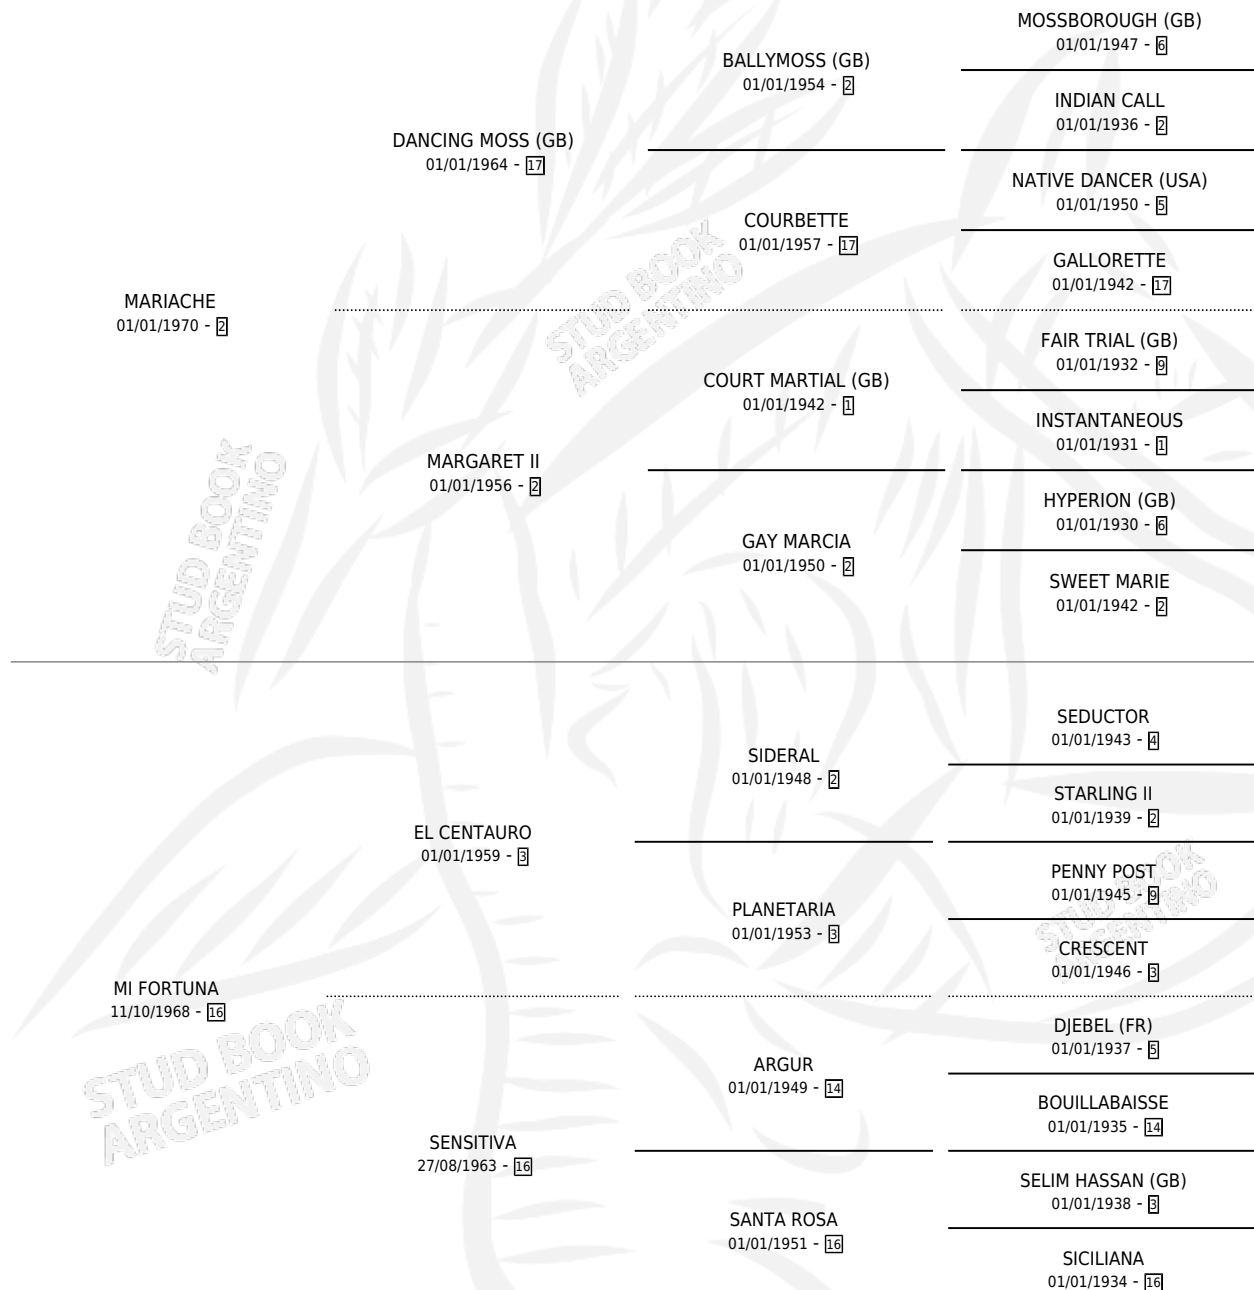 MOSSBOROUGH (GB)
01/01/1947 - 6
BALLYMOSS (GB)
01/01/1954 - 2
INDIAN CALL
01/01/1936 - 2
DANCING MOSS (GB)
01/01/1964 - 17
NATIVE DANCER (USA)
01/01/1950 - 5
COURBETTE
01/01/1957 - 17
GALLORETTE
01/01/1942 - 17
MARIACHE
01/01/1970 - 2
STUD BOOK
ARGENTINO
FAIR TRIAL (GB)
01/01/1932 - 9
COURT MARTIAL (GB)
01/01/1942 - 1
INSTANTANEOUS
01/01/1931 - 1
MARGARET II
01/01/1956 - 2
HYPERION (GB)
01/01/1930 - 6
GAY MARCIA
01/01/1950 - 2
SWEET MARIE
01/01/1942 - 2
STUD BOOK
ARGENTINO
SEDUCTOR
01/01/1943 - 4
SIDERAL
01/01/1948 - 2
STARLING II
01/01/1939 - 2
EL CENTAURO
01/01/1959 - 3
PENNY POST
01/01/1945 - 9
PLANETARIA
01/01/1953 - 3
CRESCENT
01/01/1946 - 3
STUD BOOK
ARGENTINO
MI FORTUNA
11/10/1968 - 16
STUD BOOK
ARGENTINO
DJEBEL (FR)
01/01/1937 - 5
ARGUR
01/01/1949 - 14
BOUILLABAISSE
01/01/1935 - 14
SENSITIVA
27/08/1963 - 16
SELIM HASSAN (GB)
01/01/1938 - 3
SANTA ROSA
01/01/1951 - 16
SICILIANA
01/01/1934 - 16